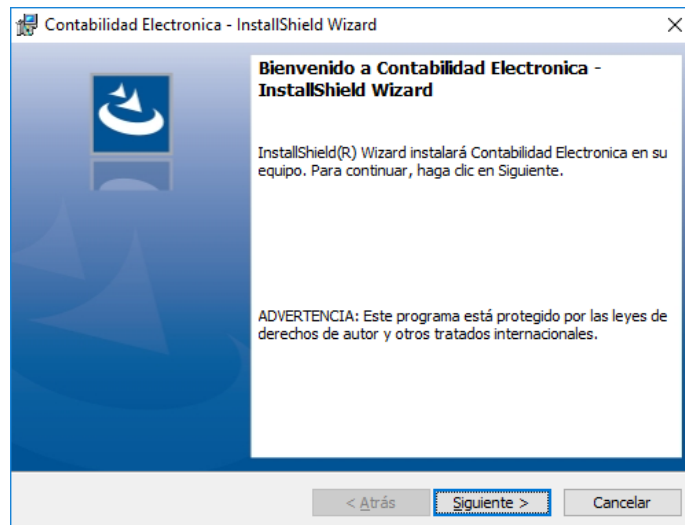 Contabilidad Electronica - InstallShield Wizard
Bienvenido a Contabilidad Electronica -
InstallShield Wizard
InstallShield(R) Wizard instalará Contabilidad Electronica en su
equipo. Para continuar, haga clic en Siguiente.
ADVERTENCIA: Este programa está protegido por las leyes de
derechos de autor y otros tratados internacionales.
< Atrás
Siguiente >
Cancelar